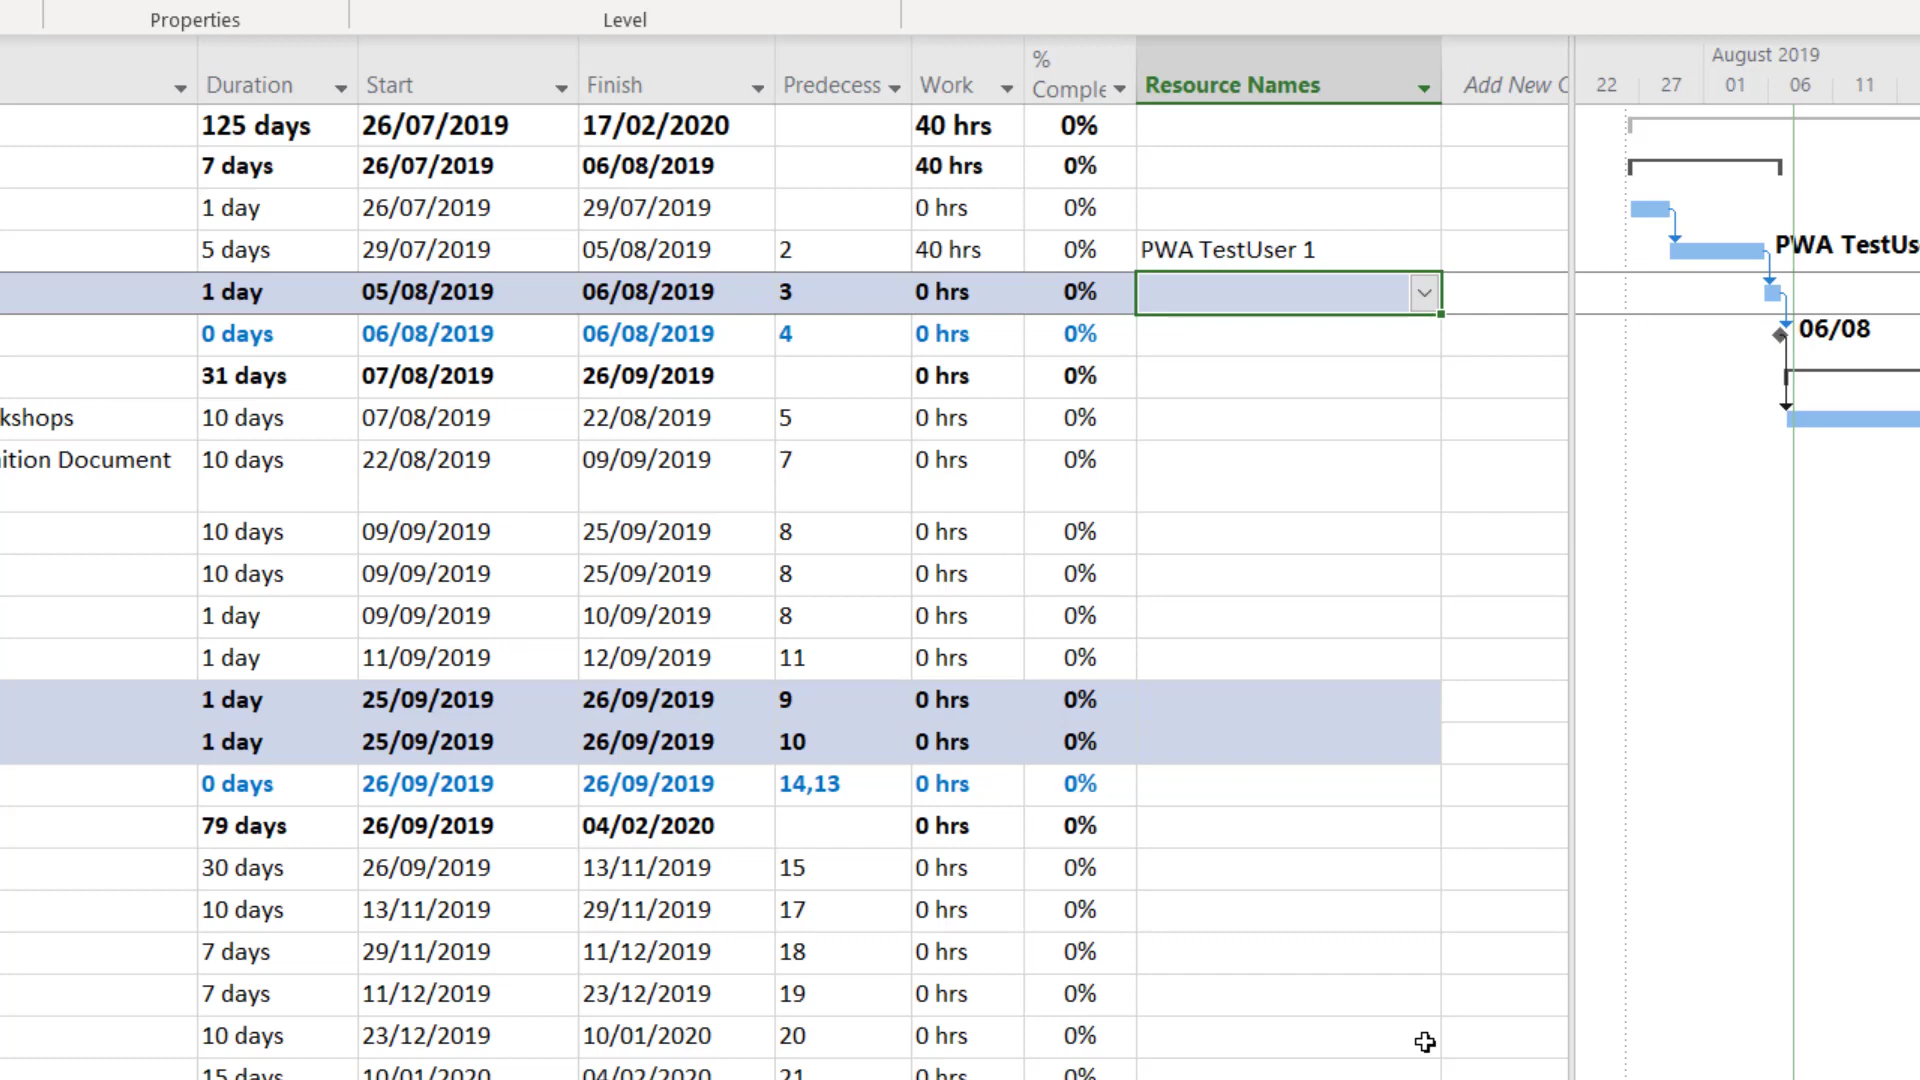 Properties Level
August 2019
Duration Start Finish Predecess Work % Comple Resource Names Add New C 22 27 01 06 11
125 days 26/07/2019 17/02/2020 40 hrs 0%
7 days 26/07/2019 06/08/2019 40 hrs 0%
1 day 26/07/2019 29/07/2019 0 hrs 0%
5 days 29/07/2019 05/08/2019 2 40 hrs 0% PWA TestUser 1 PWA TestUs
1 day 05/08/2019 06/08/2019 3 0 hrs 0%
0 days 06/08/2019 06/08/2019 4 0 hrs 0% 06/08
31 days 07/08/2019 26/09/2019 0 hrs 0%
kshops 10 days 07/08/2019 22/08/2019 5 0 hrs 0%
ition Document 10 days 22/08/2019 09/09/2019 7 0 hrs 0%
10 days 09/09/2019 25/09/2019 8 0 hrs 0%
10 days 09/09/2019 25/09/2019 8 0 hrs 0%
1 day 09/09/2019 10/09/2019 8 0 hrs 0%
1 day 11/09/2019 12/09/2019 11 0 hrs 0%
1 day 25/09/2019 26/09/2019 9 0 hrs 0%
1 day 25/09/2019 26/09/2019 10 0 hrs 0%
0 days 26/09/2019 26/09/2019 14,13 0 hrs 0%
79 days 26/09/2019 04/02/2020 0 hrs 0%
30 days 26/09/2019 13/11/2019 15 0 hrs 0%
10 days 13/11/2019 29/11/2019 17 0 hrs 0%
7 days 29/11/2019 11/12/2019 18 0 hrs 0%
7 days 11/12/2019 23/12/2019 19 0 hrs 0%
10 days 23/12/2019 10/01/2020 20 0 hrs 0%
15 days 10/01/2020 04/02/2020 21 0 hrs 0%